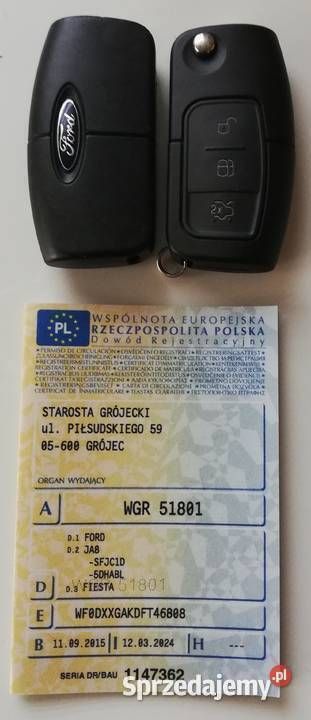 Ford
PL
WSPÓLNOTA EUROPEJSKA
RZECZPOSPOLITA POLSKA
Dowód Rejestracyjny
STAROSTA GRÓJECKI
ul. PIŁSUDSKIEGO 59
05-600 GRÓJEC
ORGAN WYDAJĄCY
A WGR 51801
D.1 FORD
D.2 JA8
-SFJC1D
-5DHABL
D D.3 FIESTA
E WF0DXXGAKDFT46808
B 11.09.2015 12.03.2024 H ---
SERIA DR/BAU 1147362
Sprzedajemy.pl